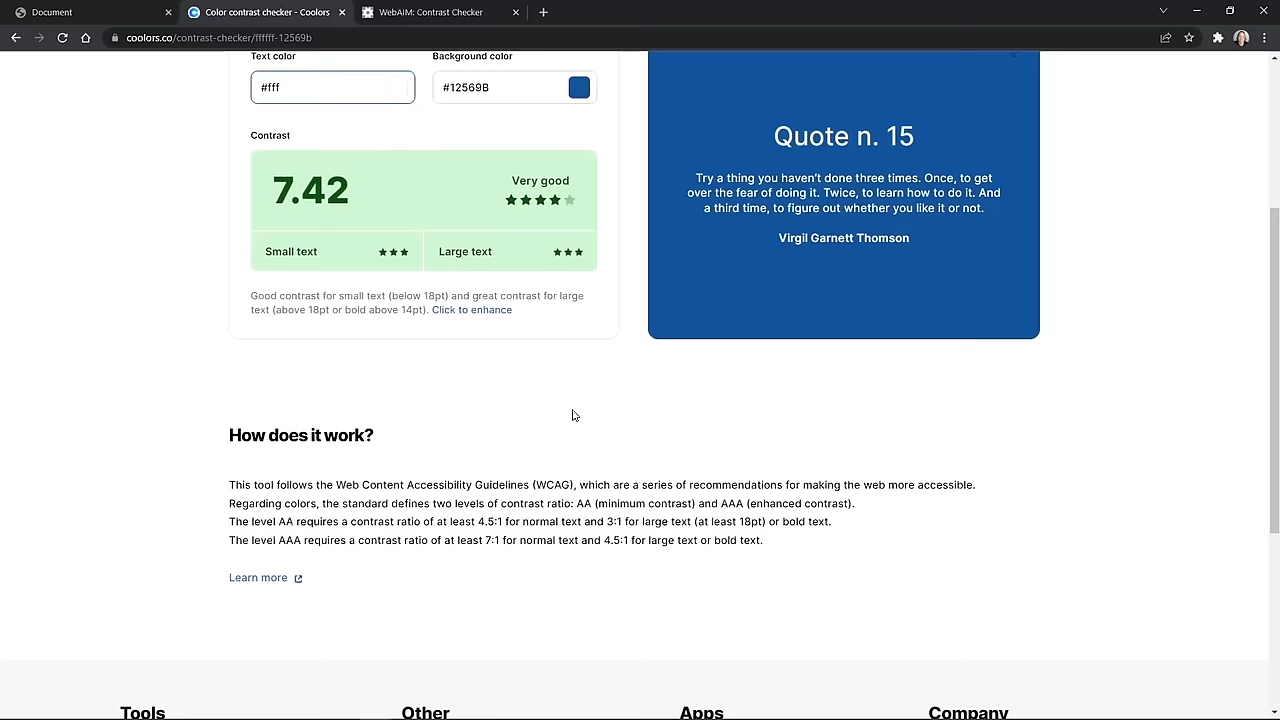 Document
Color contrast checker - Coolors
WebAIM: Contrast Checker
coolors.co/contrast-checker/ffffff-12569b
Text color
Background color
#fff
#12569B
Contrast
7.42
Very good
Small text
Large text
Good contrast for small text (below 18pt) and great contrast for large
text (above 18pt or bold above 14pt). Click to enhance
Quote n. 15
Try a thing you haven't done three times. Once, to get
over the fear of doing it. Twice, to learn how to do it. And
a third time, to figure out whether you like it or not.
Virgil Garnett Thomson
How does it work?
This tool follows the Web Content Accessibility Guidelines (WCAG), which are a series of recommendations for making the web more accessible.
Regarding colors, the standard defines two levels of contrast ratio: AA (minimum contrast) and AAA (enhanced contrast).
The level AA requires a contrast ratio of at least 4.5:1 for normal text and 3:1 for large text (at least 18pt) or bold text.
The level AAA requires a contrast ratio of at least 7:1 for normal text and 4.5:1 for large text or bold text.
Learn more
Tools
Other
Apps
Company